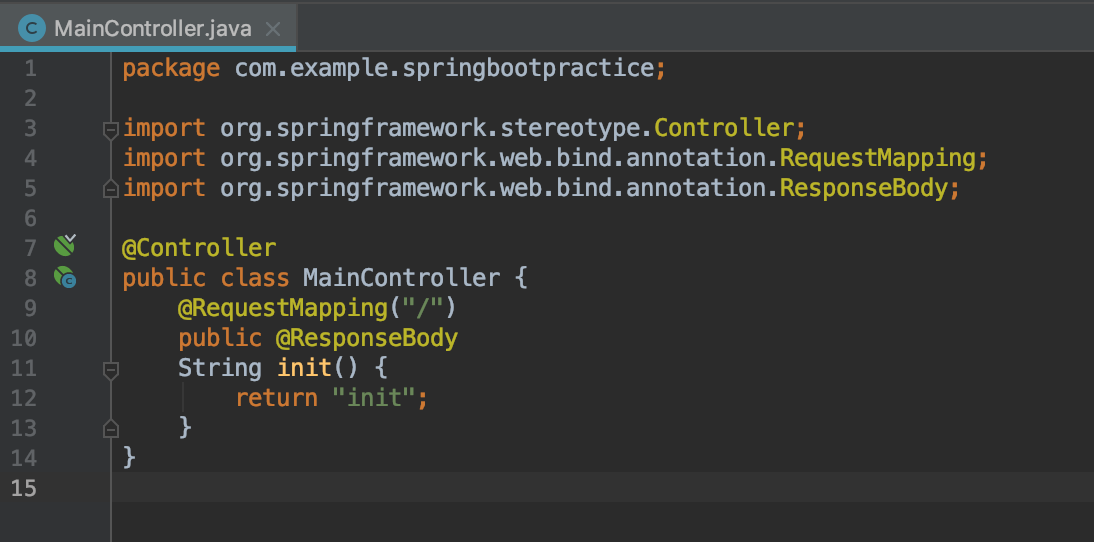 MainController.java
1 package com.example.springbootpractice;
2
3 import org.springframework.stereotype.Controller;
4 import org.springframework.web.bind.annotation.RequestMapping;
5 import org.springframework.web.bind.annotation.ResponseBody;
6
7 @Controller
8 public class MainController {
9     @RequestMapping("/")
10     public @ResponseBody
11     String init() {
12         return "init";
13     }
14 }
15